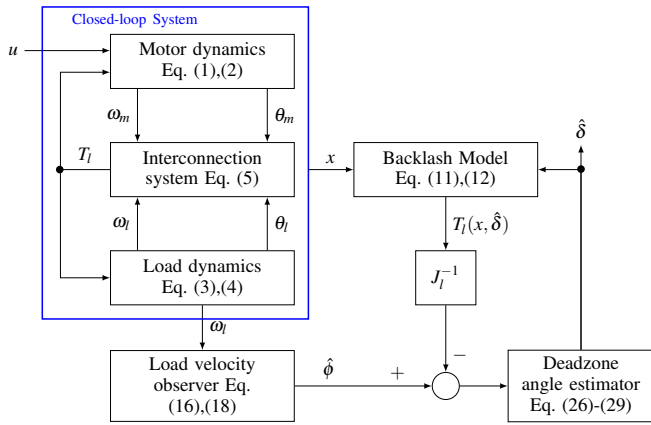 Closed-loop System
u
Motor dynamics
Eq. (1),(2)
ω_m
θ_m
δ̂
T_l
Interconnection
system Eq. (5)
x
Backlash Model
Eq. (11),(12)
ω_l
θ_l
T_l(x, δ̂)
Load dynamics
Eq. (3),(4)
J_l^{-1}
ω_l
Load velocity
observer Eq.
(16),(18)
ϕ̂
+
−
Deadzone
angle estimator
Eq. (26)-(29)